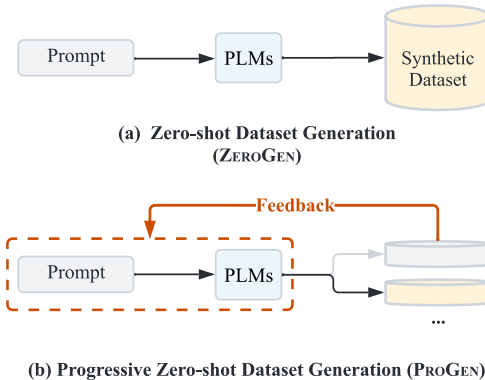 Prompt
PLMs
Synthetic
Dataset
(a) Zero-shot Dataset Generation
(ZEROGEN)
Feedback
Prompt
PLMs
...
(b) Progressive Zero-shot Dataset Generation (PROGEN)